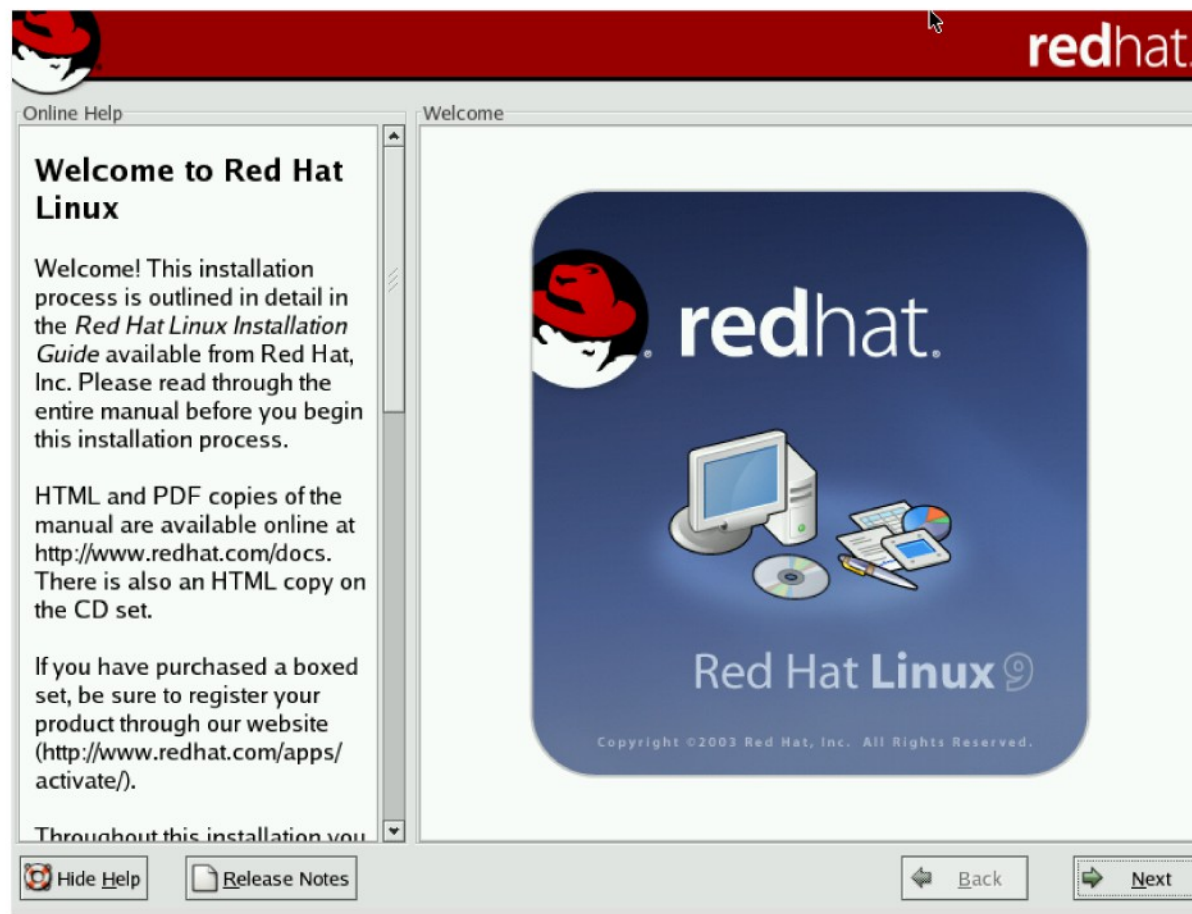 redhat.
Online Help
Welcome to Red Hat
Linux
Welcome! This installation
process is outlined in detail in
the Red Hat Linux Installation
Guide available from Red Hat,
Inc. Please read through the
entire manual before you begin
this installation process.
HTML and PDF copies of the
manual are available online at
http://www.redhat.com/docs.
There is also an HTML copy on
the CD set.
If you have purchased a boxed
set, be sure to register your
product through our website
(http://www.redhat.com/apps/
activate/).
Throughout this installation you
Welcome
redhat.
Red Hat Linux 9
Copyright ©2003 Red Hat, Inc. All Rights Reserved.
Hide Help
Release Notes
Back
Next